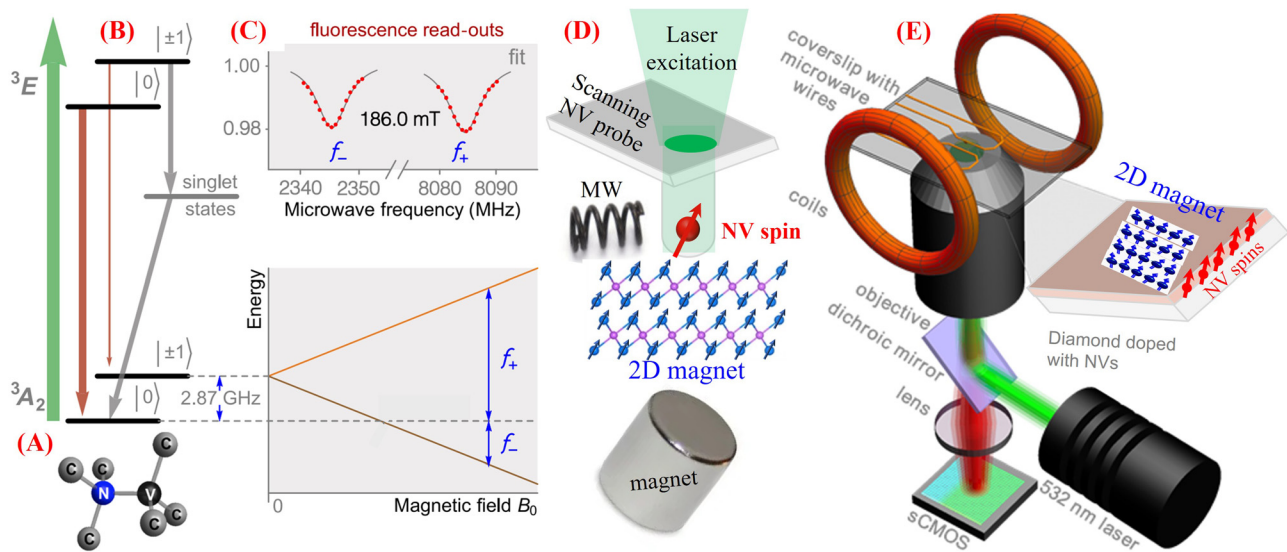 (A)
C
C
C
N
V
C
C
C
(B)
|±1⟩
³E
|0⟩
singlet
states
|±1⟩
³A₂
|0⟩
2.87 GHz
(C)
fluorescence read-outs
fit
1.00
0.98
186.0 mT
f₋
f₊
2340
2350
8080
8090
Microwave frequency (MHz)
Energy
f₊
f₋
0
Magnetic field B₀
(D)
Laser
excitation
Scanning
NV probe
MW
NV spin
2D magnet
magnet
(E)
coverslip with
microwave
wires
coils
2D magnet
NV spins
Diamond doped
with NVs
objective
dichroic mirror
lens
sCMOS
532 nm laser